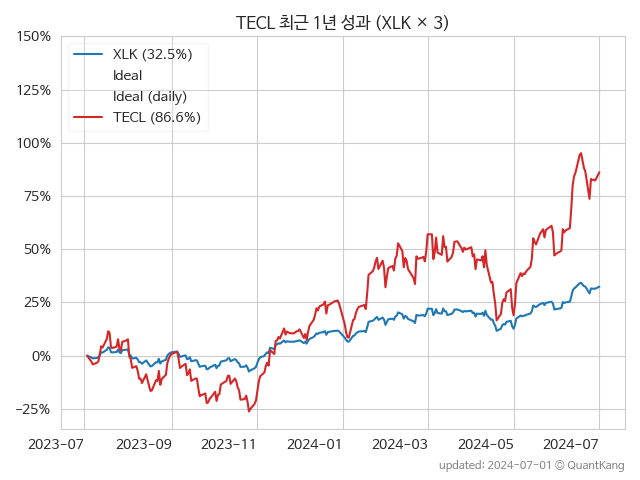 TECL 최근 1년 성과 (XLK × 3)
150%
125%
100%
75%
50%
25%
0%
−25%
XLK (32.5%)
Ideal
Ideal (daily)
TECL (86.6%)
2023-07 2023-09 2023-11 2024-01 2024-03 2024-05 2024-07
updated: 2024-07-01 © QuantKang